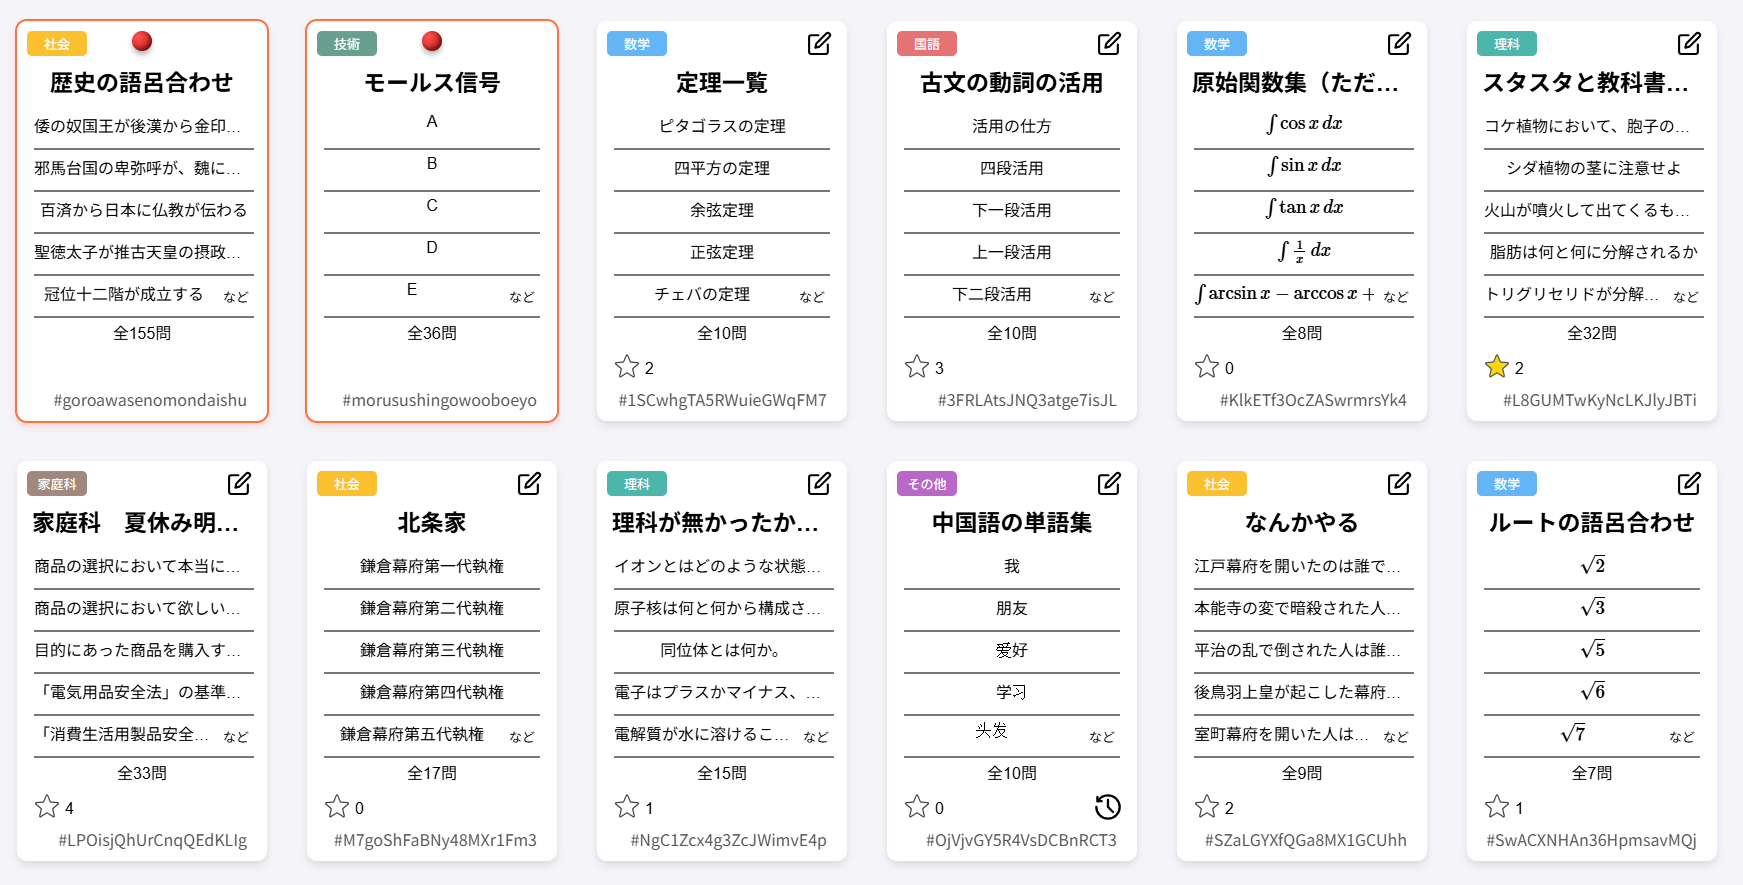 社会
歴史の語呂合わせ
倭の奴国王が後漢から金印…
邪馬台国の卑弥呼が、魏に…
百済から日本に仏教が伝わる
聖徳太子が推古天皇の摂政…
冠位十二階が成立する など
全155問
#goroawasenomondaishu
技術
モールス信号
A
B
C
D
E など
全36問
#morusushingowooboeyo
数学
定理一覧
ピタゴラスの定理
四平方の定理
余弦定理
正弦定理
チェバの定理 など
全10問
2
#1SCwhgTA5RWuieGWqFM7
国語
古文の動詞の活用
活用の仕方
四段活用
下一段活用
上一段活用
下二段活用 など
全10問
3
#3FRLAtsJNQ3atge7isJL
数学
原始関数集（ただ…
∫ cos x dx
∫ sin x dx
∫ tan x dx
∫ 1/x dx
∫ arcsin x − arccos x + など
全8問
0
#KlkETf3OcZASwrmrsYk4
理科
スタスタと教科書…
コケ植物において、胞子の…
シダ植物の茎に注意せよ
火山が噴火して出てくるも…
脂肪は何と何に分解されるか
トリグリセリドが分解… など
全32問
2
#L8GUMTwKyNcLKJlyJBTi
家庭科
家庭科　夏休み明…
商品の選択において本当に…
商品の選択において欲しい…
目的にあった商品を購入す…
「電気用品安全法」の基準…
「消費生活用製品安全… など
全33問
4
#LPOisjQhUrCnqQEdKLIg
社会
北条家
鎌倉幕府第一代執権
鎌倉幕府第二代執権
鎌倉幕府第三代執権
鎌倉幕府第四代執権
鎌倉幕府第五代執権 など
全17問
0
#M7goShFaBNy48MXr1Fm3
理科
理科が無かったか…
イオンとはどのような状態…
原子核は何と何から構成さ…
同位体とは何か。
電子はプラスかマイナス、…
電解質が水に溶けるこ… など
全15問
1
#NgC1Zcx4g3ZcJWimvE4p
その他
中国語の単語集
我
朋友
爱好
学习
头发 など
全10問
0
#OjVjvGY5R4VsDCBnRCT3
社会
なんかやる
江戸幕府を開いたのは誰で…
本能寺の変で暗殺された人…
平治の乱で倒された人は誰…
後鳥羽上皇が起こした幕府…
室町幕府を開いた人は… など
全9問
2
#SZaLGYXfQGa8MX1GCUhh
数学
ルートの語呂合わせ
√2
√3
√5
√6
√7 など
全7問
1
#SwACXNHAn36HpmsavMQj